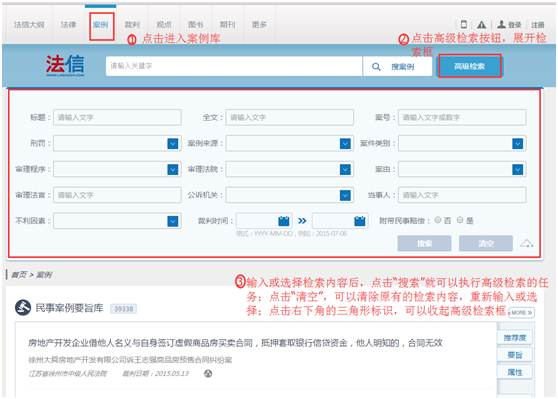 法信大纲 法律 案例 裁判 观点 图书 期刊 更多 登录 注册
① 点击进入案例库
② 点击高级检索按钮，展开检
索框
法信
WWW.LAWBASE.COM
请输入关键字 搜案例 高级检索
标题： 请输入文字 全文： 请输入文字 案号： 请输入文字或数字
刑罚： 案例来源： 案件类别：
审理程序： 审理法院： 案由：
审理法官： 请输入文字 公诉机关： 当事人： 请输入文字
不利因素： 裁判时间： 附带民事赔偿： 否 是
格式：YYYY-MM-DD，例如：2015-07-06
搜索 清空
首页 > 案例
③输入或选择检索内容后，点击“搜索”就可以执行高级检索的任
务；点击“清空”，可以清除原有的检索内容，重新输入或选
择；点击右下角的三角形标识，可以收起高级检索框。
民事案例要旨库 39338
MORE
房地产开发企业借他人名义与自身签订虚假商品房买卖合同，抵押套取银行信贷资金，他人明知的，合同无效
徐州大舜房地产开发有限公司诉王志强商品房预售合同纠纷案
江苏省徐州市中级人民法院 裁判日期：2015.05.13
推荐度
要旨
属性